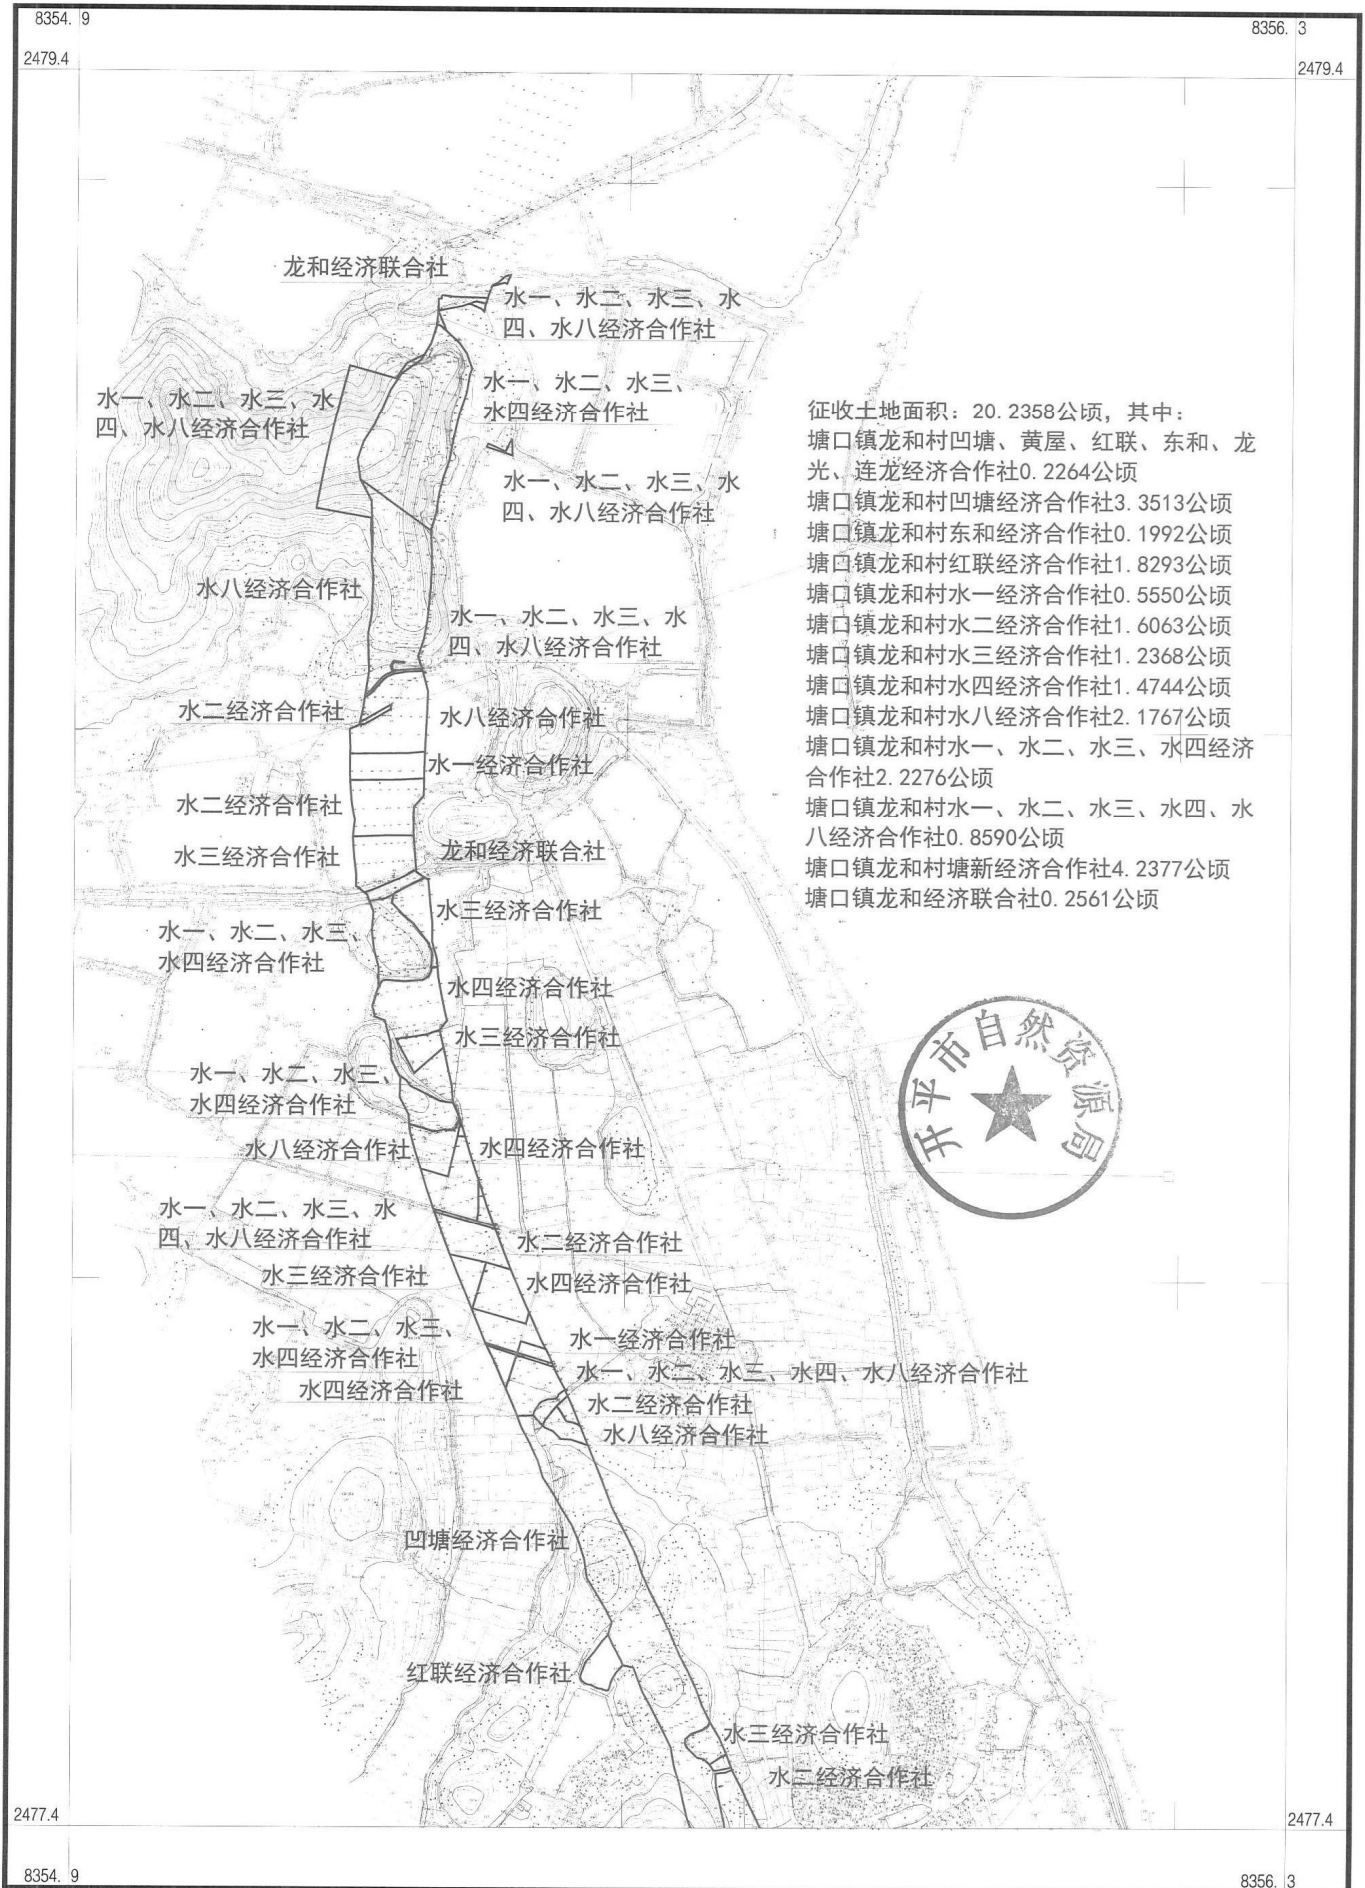 8354. 9
8356. 3
2479.4
2479.4
龙和经济联合社
水一、水二、水三、水
四、水八经济合作社
水一、水二、水三、
水四经济合作社
水一、水二、水三、水
四、水八经济合作社
水一、水二、水三、水
四、水八经济合作社
征收土地面积：20.2358公顷，其中：
塘口镇龙和村凹塘、黄屋、红联、东和、龙
光、连龙经济合作社0.2264公顷
塘口镇龙和村凹塘经济合作社3.3513公顷
塘口镇龙和村东和经济合作社0.1992公顷
塘口镇龙和村红联经济合作社1.8293公顷
塘口镇龙和村水一经济合作社0.5550公顷
塘口镇龙和村水二经济合作社1.6063公顷
塘口镇龙和村水三经济合作社1.2368公顷
塘口镇龙和村水四经济合作社1.4744公顷
塘口镇龙和村水八经济合作社2.1767公顷
塘口镇龙和村水一、水二、水三、水四经济
合作社2.2276公顷
塘口镇龙和村水一、水二、水三、水四、水
八经济合作社0.8590公顷
塘口镇龙和村塘新经济合作社4.2377公顷
塘口镇龙和经济联合社0.2561公顷
水八经济合作社
水一、水二、水三、水
四、水八经济合作社
水二经济合作社
水八经济合作社
水一经济合作社
水二经济合作社
水三经济合作社
龙和经济联合社
水三经济合作社
水一、水二、水三、
水四经济合作社
水四经济合作社
水三经济合作社
开平市自然资源局
水一、水二、水三、
水四经济合作社
水八经济合作社
水四经济合作社
水一、水二、水三、水
四、水八经济合作社
水二经济合作社
水三经济合作社
水四经济合作社
水一、水二、水三、
水四经济合作社
水一经济合作社
水一、水二、水三、水四、水八经济合作社
水四经济合作社
水二经济合作社
水八经济合作社
凹塘经济合作社
红联经济合作社
水三经济合作社
水二经济合作社
2477.4
2477.4
8354. 9
8356. 3